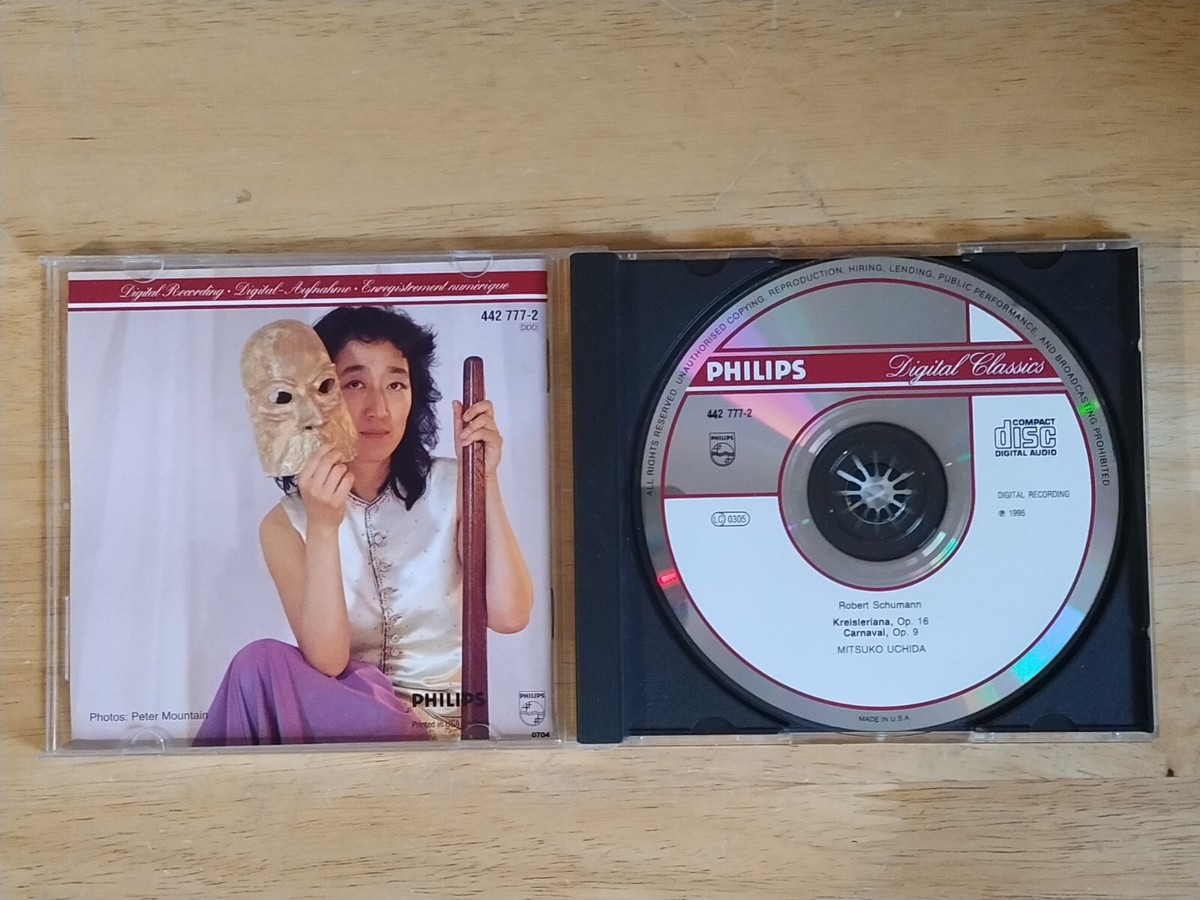 Digital Recording • Digital-Aufnahme • Enregistrement numérique
442 777-2
DDD
Photos: Peter Mountain
PHILIPS
Printed in USA
PHILIPS
0704
ALL RIGHTS RESERVED. UNAUTHORISED COPYING, REPRODUCTION, HIRING, LENDING, PUBLIC PERFORMANCE AND BROADCASTING PROHIBITED.
PHILIPS
Digital Classics
442 777-2
PHILIPS
COMPACT
disc
DIGITAL AUDIO
DIGITAL RECORDING
℗ 1995
LC 0305
Robert Schumann
Kreisleriana, Op. 16
Carnaval, Op. 9
MITSUKO UCHIDA
MADE IN U.S.A.